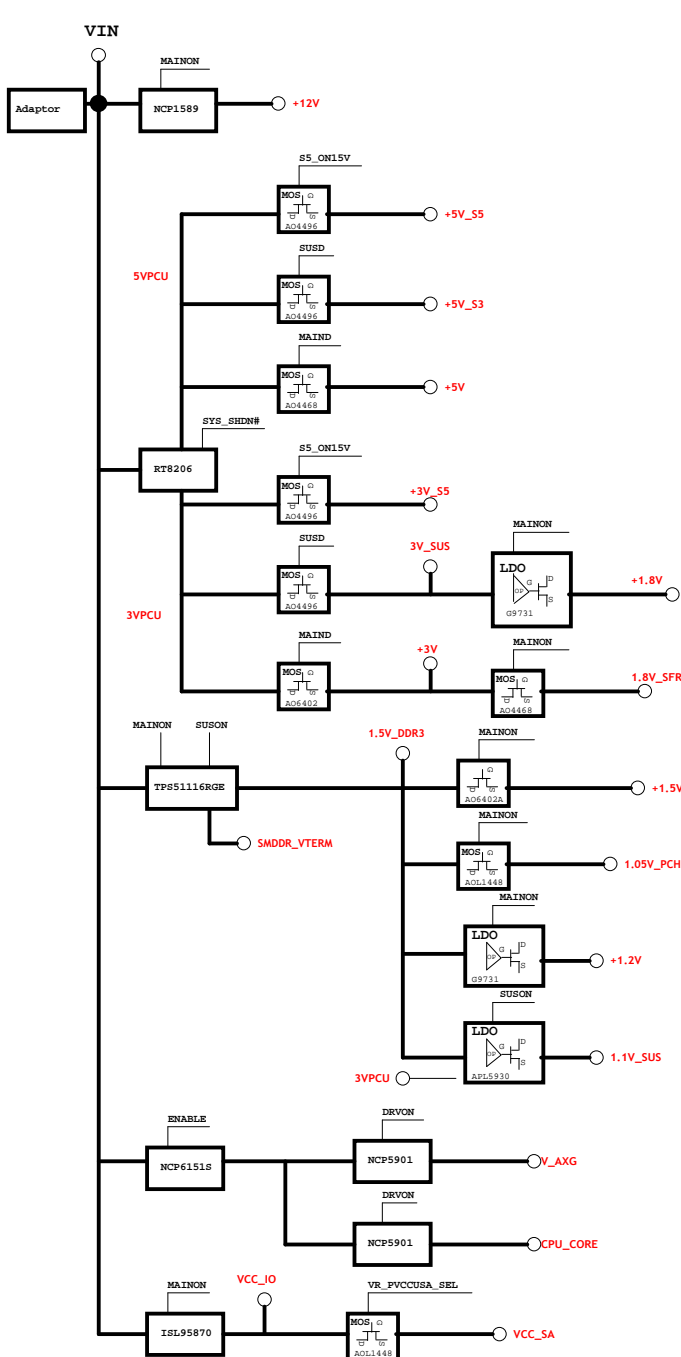 VIN
MAINON
Adaptor
NCP1589
+12V
S5_ON15V
MOS
G
D
S
AO4496
+5V_S5
SUSD
5VPCU
MOS
G
D
S
AO4496
+5V_S3
MAIND
MOS
G
D
S
AO4468
+5V
SYS_SHDN#
RT8206
S5_ON15V
MOS
G
D
S
AO4496
+3V_S5
SUSD
3V_SUS
MAINON
MOS
G
D
S
AO4496
LDO
OP
G
D
S
G9731
+1.8V
3VPCU
MAIND
+3V
MAINON
MOS
G
D
S
AO6402
MOS
G
D
S
AO4468
1.8V_SFR
MAINON
SUSON
1.5V_DDR3
MAINON
TPS51116RGE
G
D
S
AO6402A
+1.5V
SMDDR_VTERM
MAINON
MOS
G
D
S
AOL1448
1.05V_PCH
MAINON
LDO
OP
G
D
S
G9731
+1.2V
SUSON
LDO
OP
G
D
S
APL5930
1.1V_SUS
3VPCU
ENABLE
DRVON
NCP6151S
NCP5901
V_AXG
DRVON
NCP5901
CPU_CORE
MAINON
VCC_IO
VR_PVCCUSA_SEL
ISL95870
MOS
G
D
S
AOL1448
VCC_SA